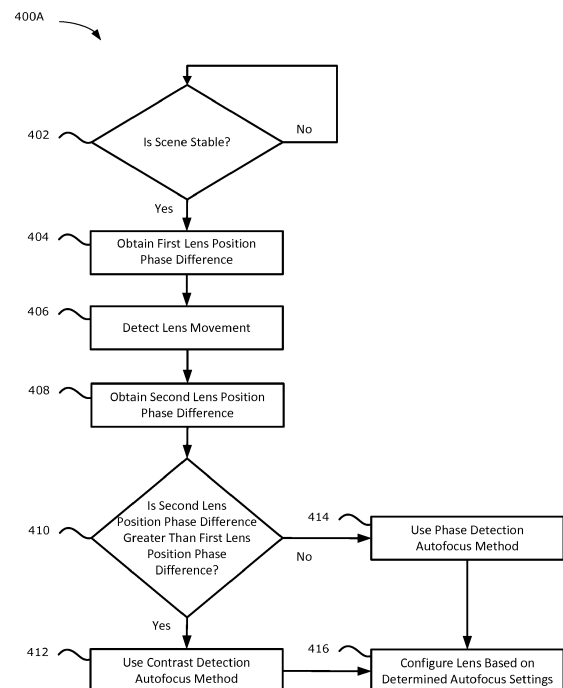 400A
402
Is Scene Stable?
No
Yes
404
Obtain First Lens Position
Phase Difference
406
Detect Lens Movement
408
Obtain Second Lens Position
Phase Difference
410
Is Second Lens
Position Phase Difference
Greater Than First Lens
Position Phase
Difference?
No
414
Use Phase Detection
Autofocus Method
Yes
412
Use Contrast Detection
Autofocus Method
416
Configure Lens Based on
Determined Autofocus Settings